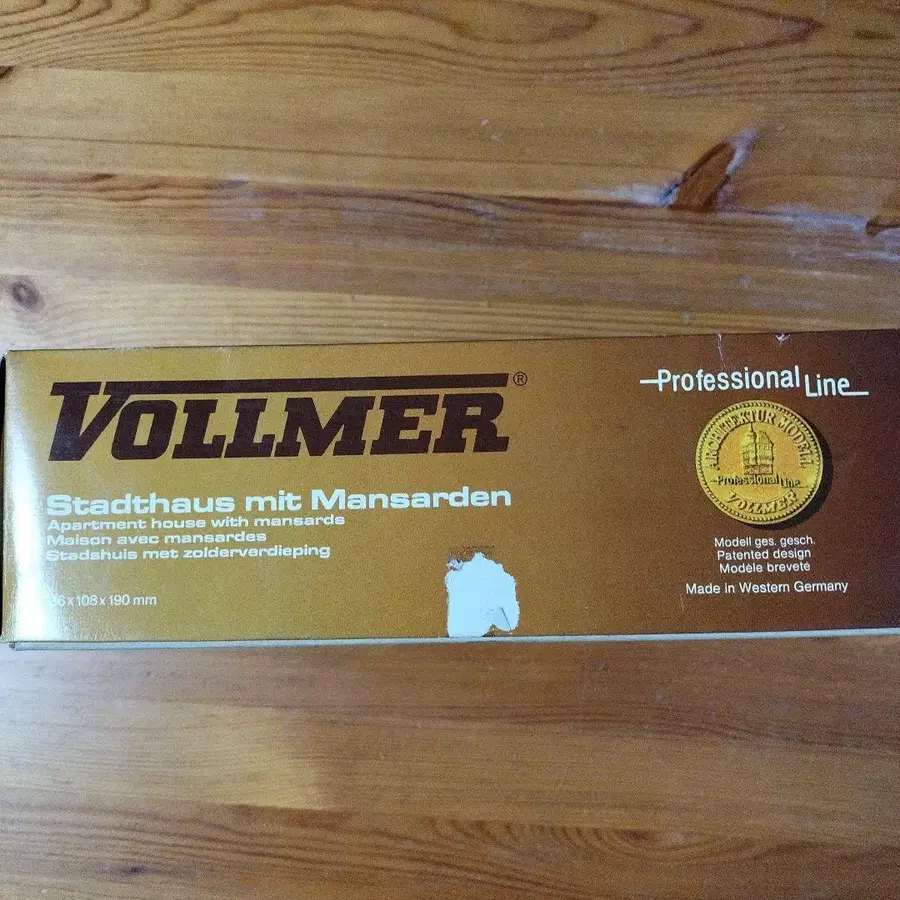 VOLLMER®
Stadthaus mit Mansarden
Apartment house with mansards
Maison avec mansardes
Stadshuis met zolderverdieping
x 108 x 190 mm
Professional Line
ARCHITEKTUR MODELL
Professional Line
VOLLMER
Modell ges. gesch.
Patented design
Modèle breveté
Made in Western Germany